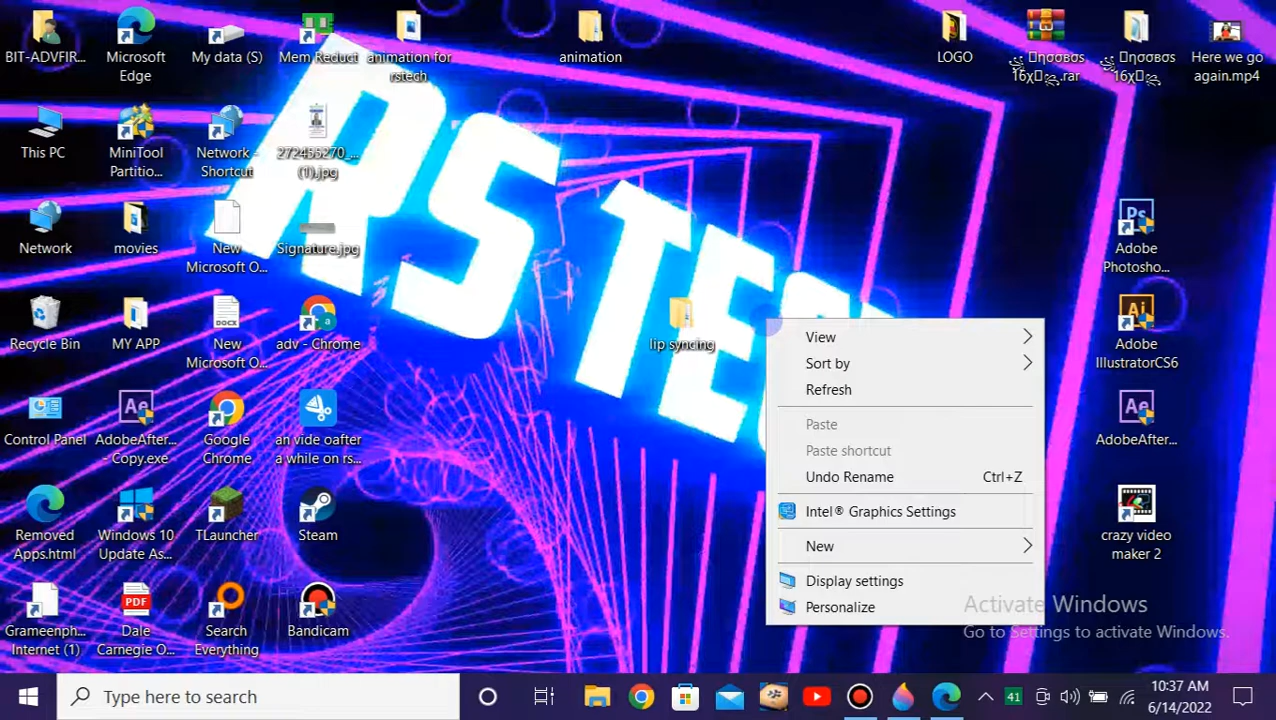 RS TEC
BIT-ADVFIR...
Microsoft
Edge
My data (S)
Mem Reduct
animation for
rstech
animation
LOGO
16χ .rar
16χ
Here we go
again.mp4
This PC
MiniTool
Partitio...
Network -
Shortcut
272455270_...
(1).jpg
Network
movies
New
Microsoft O...
Signature.jpg
Adobe
Photosho...
Recycle Bin
MY APP
New
Microsoft O...
adv - Chrome
lip syncing
Adobe
IllustratorCS6
Control Panel
AdobeAfter...
- Copy.exe
Google
Chrome
an vide oafter
a while on rs...
AdobeAfter...
Removed
Apps.html
Windows 10
Update As...
TLauncher
Steam
crazy video
maker 2
Grameenph...
Internet (1)
Dale
Carnegie O...
Search
Everything
Bandicam
View
Sort by
Refresh
Paste
Paste shortcut
Undo Rename Ctrl+Z
Intel® Graphics Settings
New
Display settings
Personalize
Activate Windows
Go to Settings to activate Windows.
Type here to search
41
10:37 AM
6/14/2022